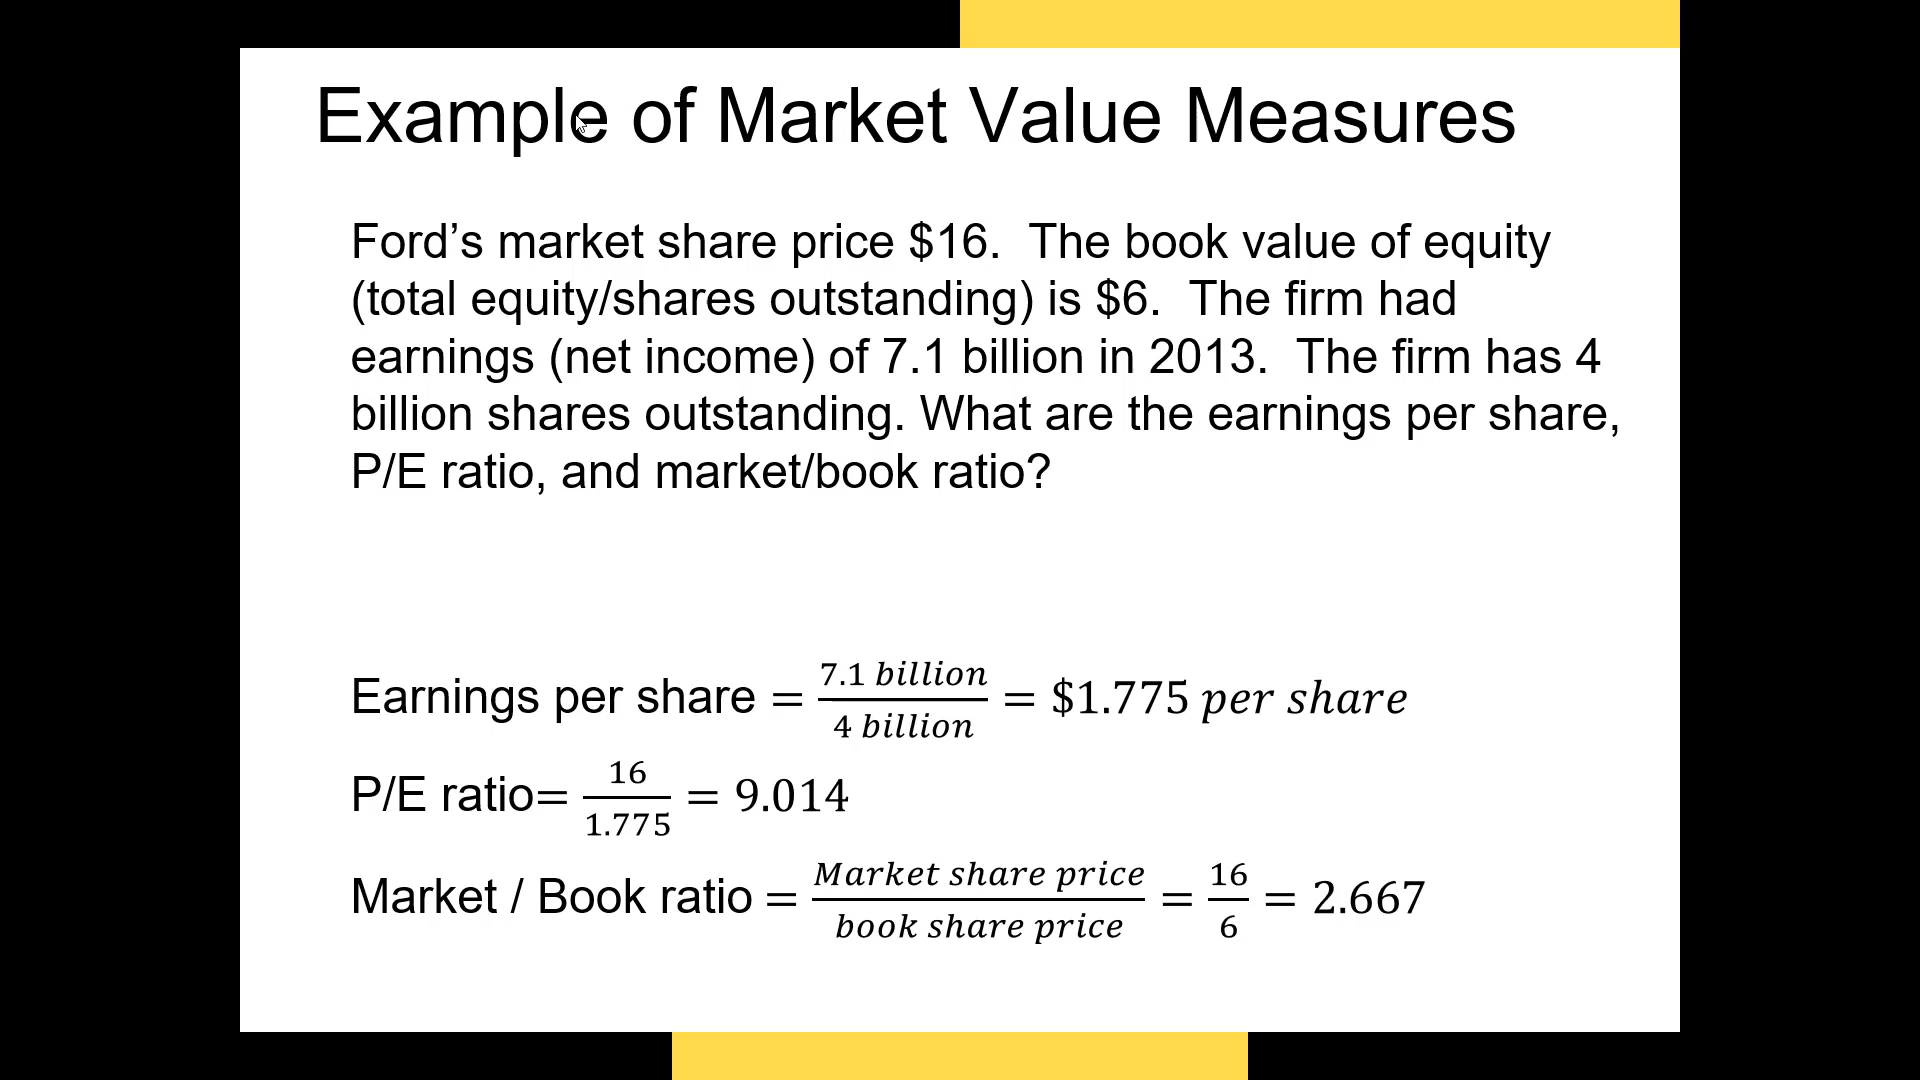 Example of Market Value Measures
Ford’s market share price $16.  The book value of equity
(total equity/shares outstanding) is $6.  The firm had
earnings (net income) of 7.1 billion in 2013.  The firm has 4
billion shares outstanding. What are the earnings per share,
P/E ratio, and market/book ratio?
Earnings per share = 7.1 billion / 4 billion = $1.775 per share
P/E ratio= 16 / 1.775 = 9.014
Market / Book ratio = Market share price / book share price = 16 / 6 = 2.667